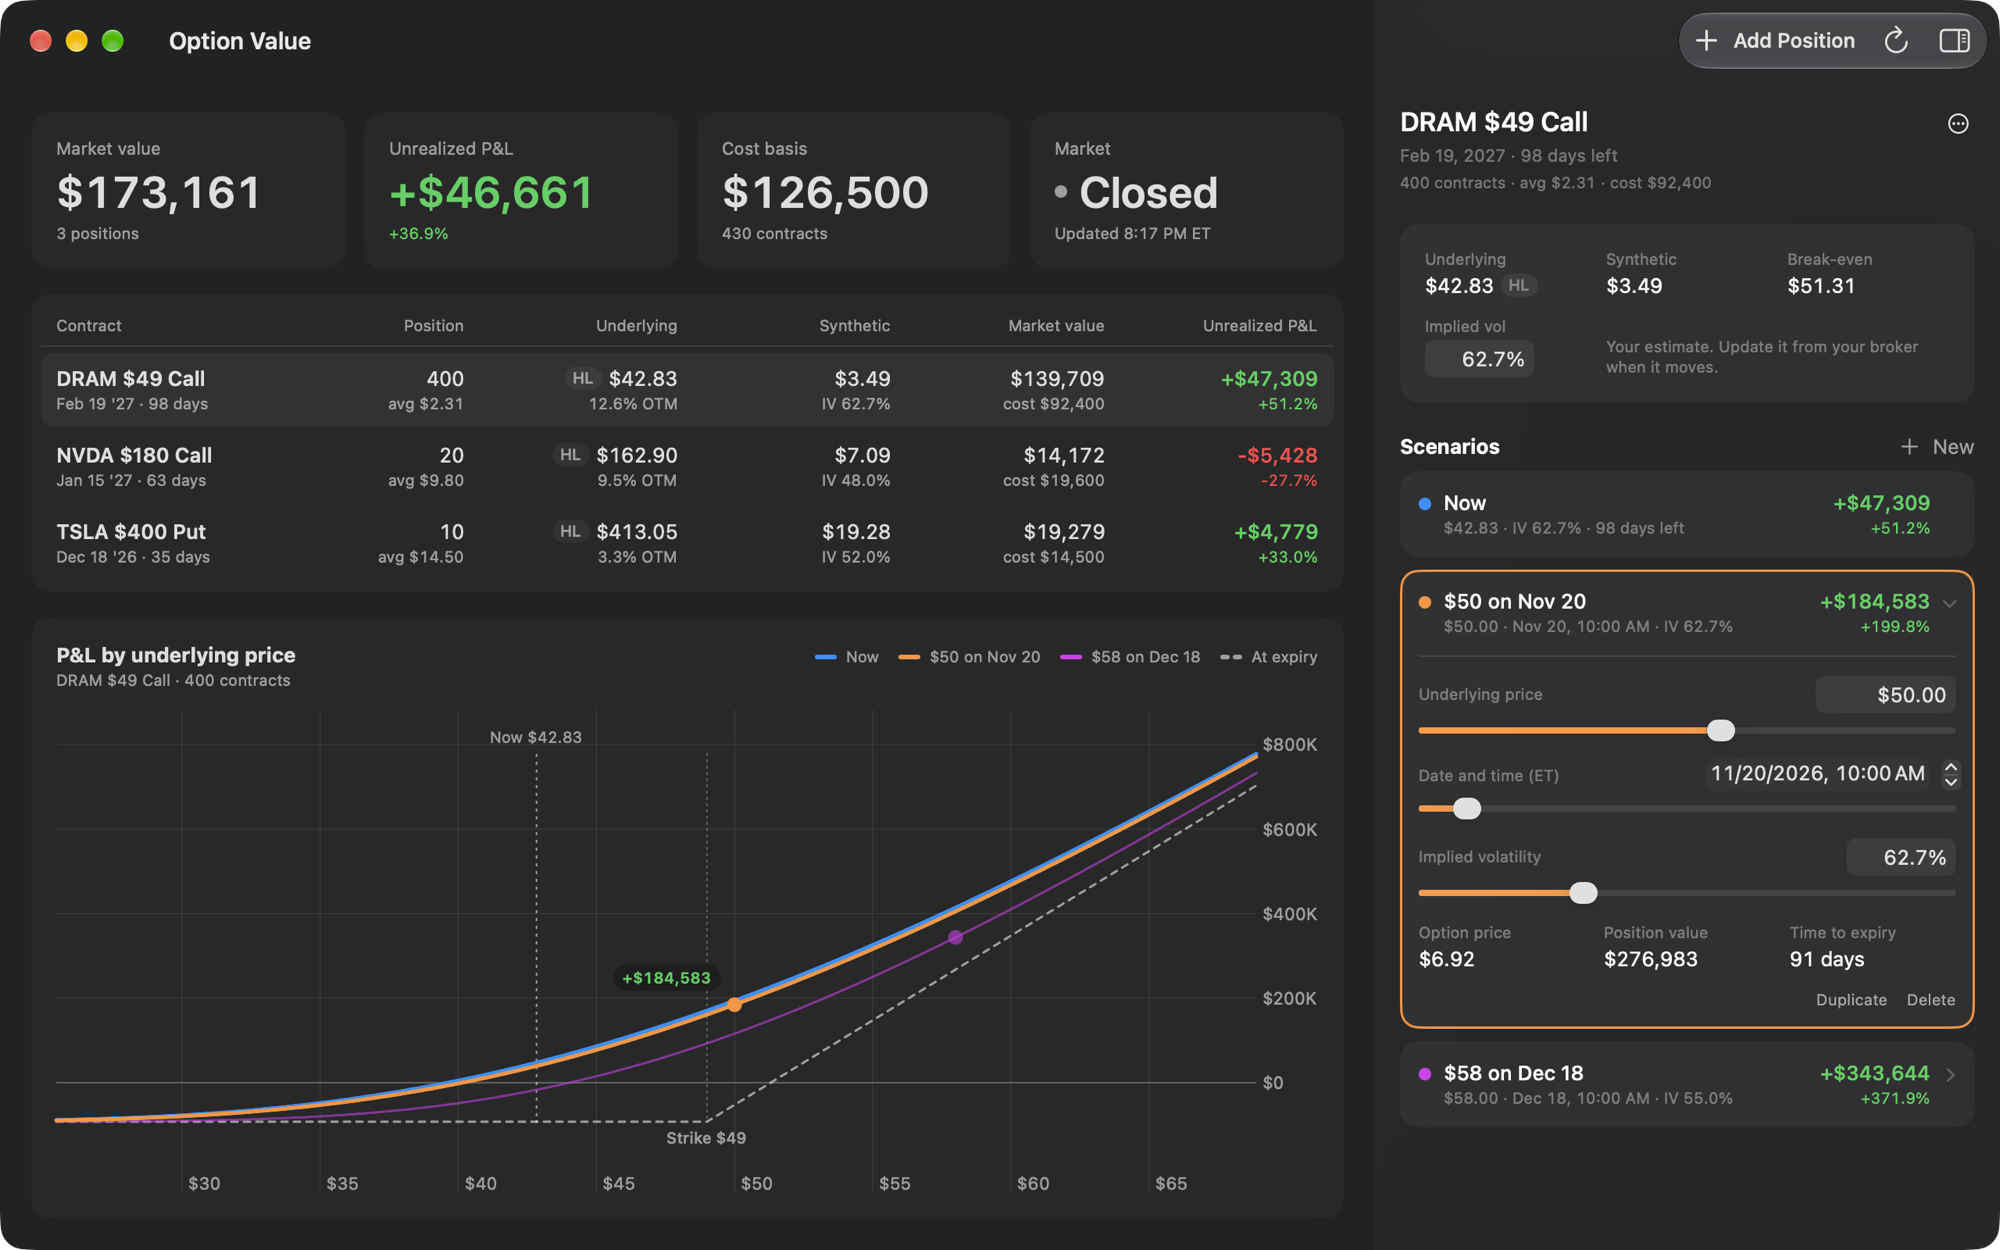 Option Value
Add Position
Market value
$173,161
3 positions
Unrealized P&L
+$46,661
+36.9%
Cost basis
$126,500
430 contracts
Market
Closed
Updated 8:17 PM ET
Contract Position Underlying Synthetic Market value Unrealized P&L
DRAM $49 Call 400 HL $42.83 $3.49 $139,709 +$47,309
Feb 19 '27 · 98 days avg $2.31 12.6% OTM IV 62.7% cost $92,400 +51.2%
NVDA $180 Call 20 HL $162.90 $7.09 $14,172 -$5,428
Jan 15 '27 · 63 days avg $9.80 9.5% OTM IV 48.0% cost $19,600 -27.7%
TSLA $400 Put 10 HL $413.05 $19.28 $19,279 +$4,779
Dec 18 '26 · 35 days avg $14.50 3.3% OTM IV 52.0% cost $14,500 +33.0%
P&L by underlying price
DRAM $49 Call · 400 contracts
Now $50 on Nov 20 $58 on Dec 18 At expiry
Now $42.83
$800K
$600K
$400K
+$184,583
$200K
$0
Strike $49
$30 $35 $40 $45 $50 $55 $60 $65
DRAM $49 Call
Feb 19, 2027 · 98 days left
400 contracts · avg $2.31 · cost $92,400
Underlying Synthetic Break-even
$42.83 HL $3.49 $51.31
Implied vol
62.7%
Your estimate. Update it from your broker
when it moves.
Scenarios
New
Now +$47,309
$42.83 · IV 62.7% · 98 days left +51.2%
$50 on Nov 20 +$184,583
$50.00 · Nov 20, 10:00 AM · IV 62.7% +199.8%
Underlying price $50.00
Date and time (ET) 11/20/2026, 10:00 AM
Implied volatility 62.7%
Option price Position value Time to expiry
$6.92 $276,983 91 days
Duplicate Delete
$58 on Dec 18 +$343,644
$58.00 · Dec 18, 10:00 AM · IV 55.0% +371.9%